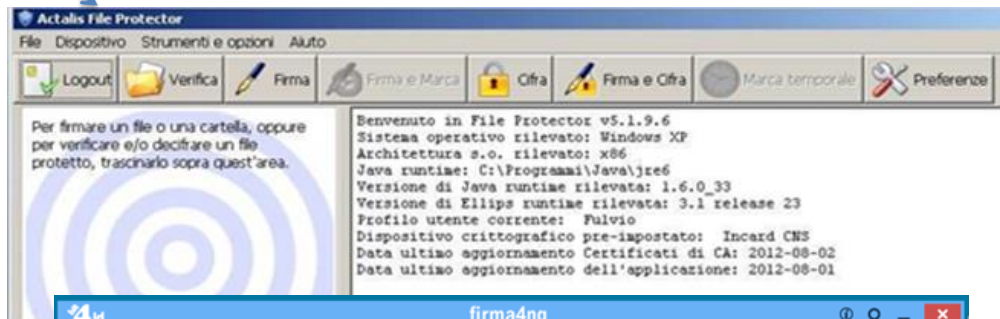 Actalis File Protector
File Dispositivo Strumenti e opzioni Aiuto
Logout Verifica Firma Firma e Marca Cifra Firma e Cifra Marca temporale Preferenze
Per firmare un file o una cartella, oppure
per verificare e/o decifrare un file
protetto, trascinarlo sopra quest'area.
Benvenuto in File Protector v5.1.9.6
Sistema operativo rilevato: Windows XP
Architettura s.o. rilevato: x86
Java runtime: C:\Programmi\Java\jre6
Versione di Java runtime rilevata: 1.6.0_33
Versione di Ellips runtime rilevata: 3.1 release 23
Profilo utente corrente: Fulvio
Dispositivo crittografico pre-impostato: Incard CNS
Data ultimo aggiornamento Certificati di CA: 2012-08-02
Data ultimo aggiornamento dell'applicazione: 2012-08-01
firma4ng